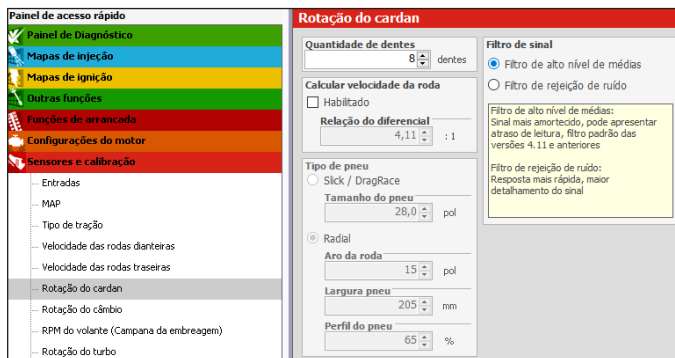 Painel de acesso rápido
Painel de Diagnóstico
Mapas de injeção
Mapas de ignição
Outras funções
Funções de arrancada
Configurações do motor
Sensores e calibração
Entradas
MAP
Tipo de tração
Velocidade das rodas dianteiras
Velocidade das rodas traseiras
Rotação do cardan
Rotação do câmbio
RPM do volante (Campana da embreagem)
Rotação do turbo
Rotação do cardan
Quantidade de dentes
8 dentes
Calcular velocidade da roda
Habilitado
Relação do diferencial
4,11 : 1
Tipo de pneu
Slick / DragRace
Tamanho do pneu
28,0 pol
Radial
Aro da roda
15 pol
Largura pneu
205 mm
Perfil do pneu
65 %
Filtro de sinal
Filtro de alto nível de médias
Filtro de rejeição de ruído
Filtro de alto nível de médias:
Sinal mais amortecido, pode apresentar
atraso de leitura, filtro padrão das
versões 4.11 e anteriores
Filtro de rejeição de ruído:
Resposta mais rápida, maior
detalhamento do sinal